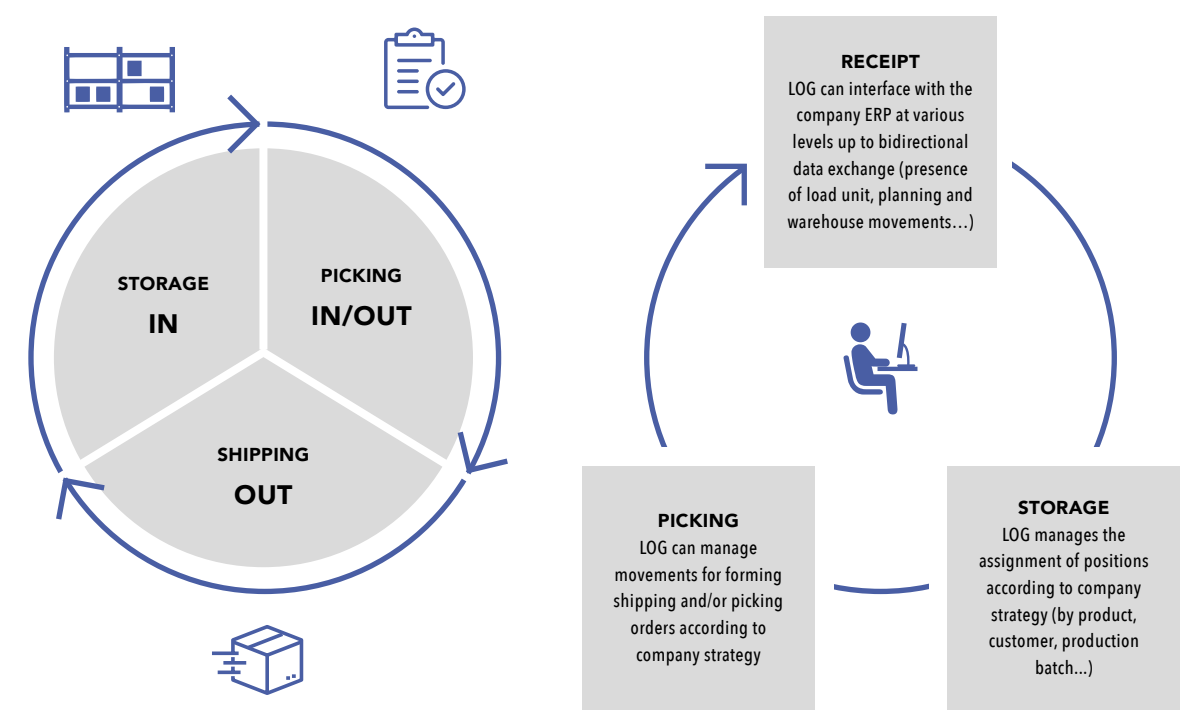 STORAGE
IN
PICKING
IN/OUT
SHIPPING
OUT
RECEIPT
LOG can interface with the
company ERP at various
levels up to bidirectional
data exchange (presence
of load unit, planning and
warehouse movements…)
PICKING
LOG can manage
movements for forming
shipping and/or picking
orders according to
company strategy
STORAGE
LOG manages the
assignment of positions
according to company
strategy (by product,
customer, production
batch...)